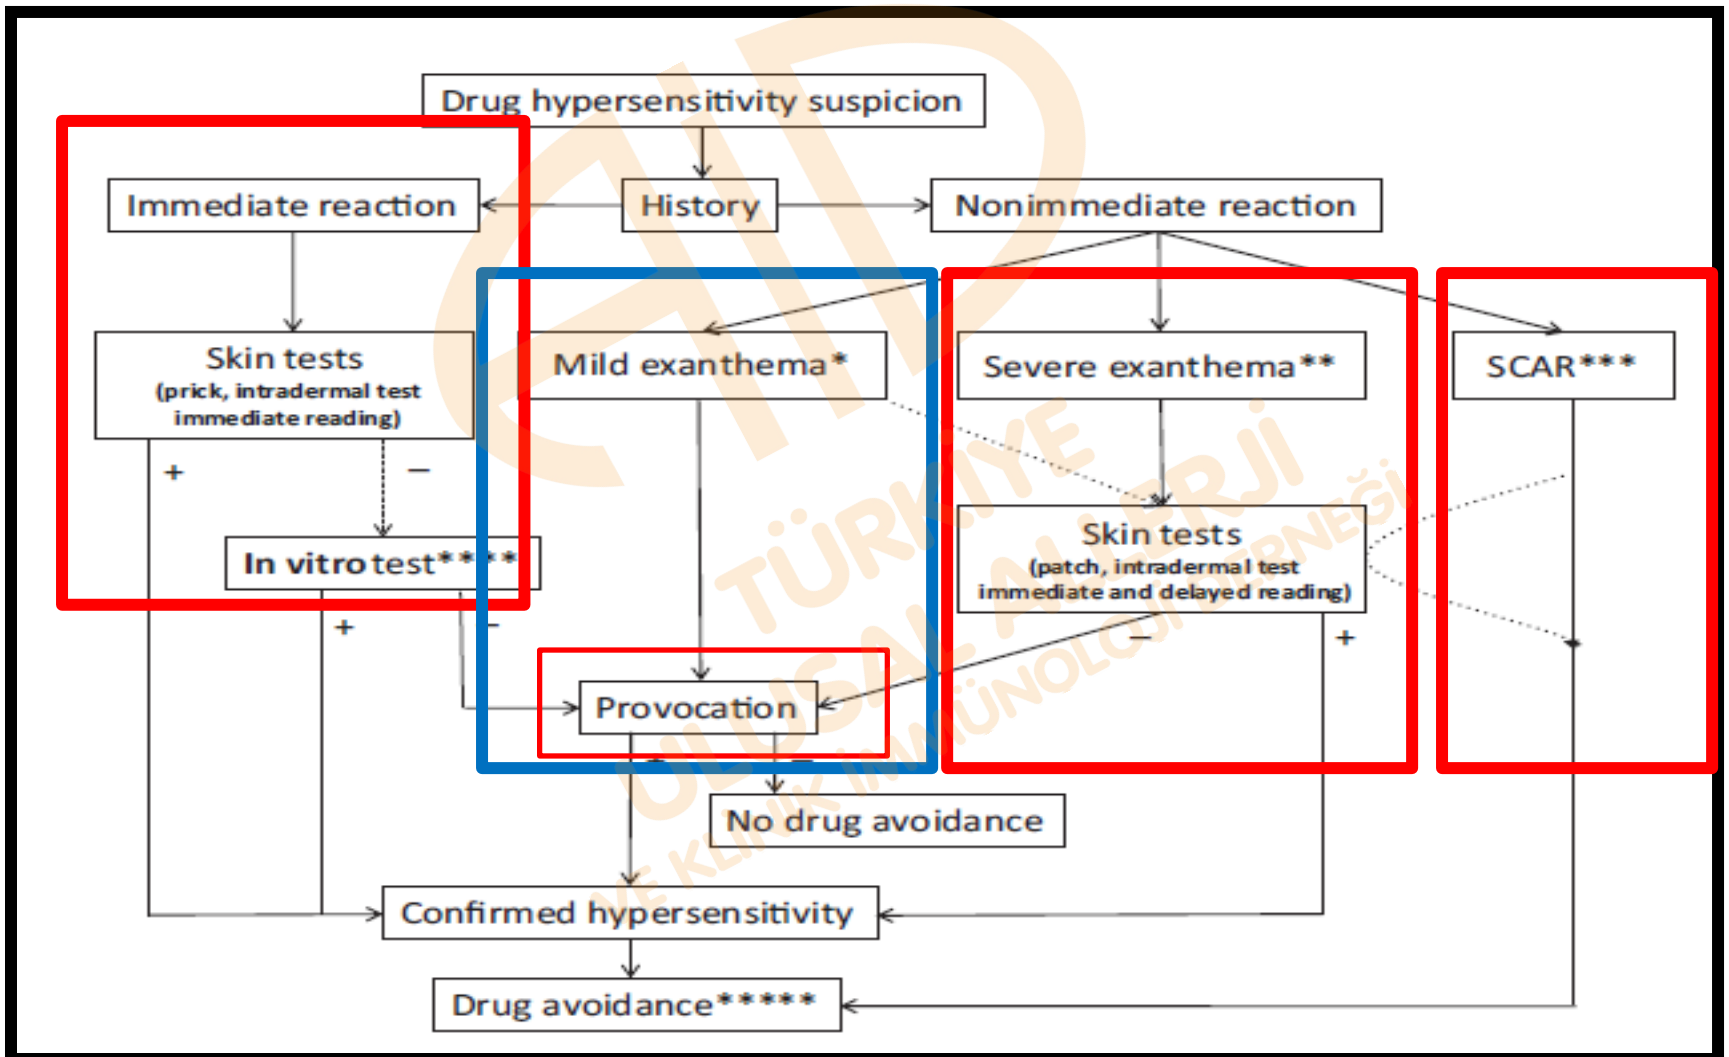 Drug hypersensitivity suspicion
Immediate reaction
History
Nonimmediate reaction
Skin tests
(prick, intradermal test
immediate reading)
Mild exanthema*
Severe exanthema**
SCAR***
+
–
In vitro test****
Skin tests
(patch, intradermal test
immediate and delayed reading)
+
–
–
+
Provocation
+
–
No drug avoidance
Confirmed hypersensitivity
Drug avoidance*****
AID
TÜRKİYE
ULUSAL ALLERJİ
VE KLİNİK İMMÜNOLOJİ DERNEĞİ